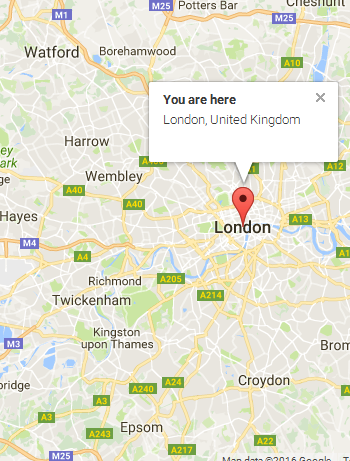 Potters Bar
Cheshunt
M25
M25
M1
Watford
Borehamwood
A10
You are here
London, United Kingdom
Harrow
Wembley
A40
A40
A12
Hayes
A13
London
M4
A4
A205
A2
Richmond
A214
Twickenham
Kingston
upon Thames
M3
Brom
bridge
A240
A24
Croydon
A3
Epsom
A243
A217
A22
M25
Map data ©2016 Google